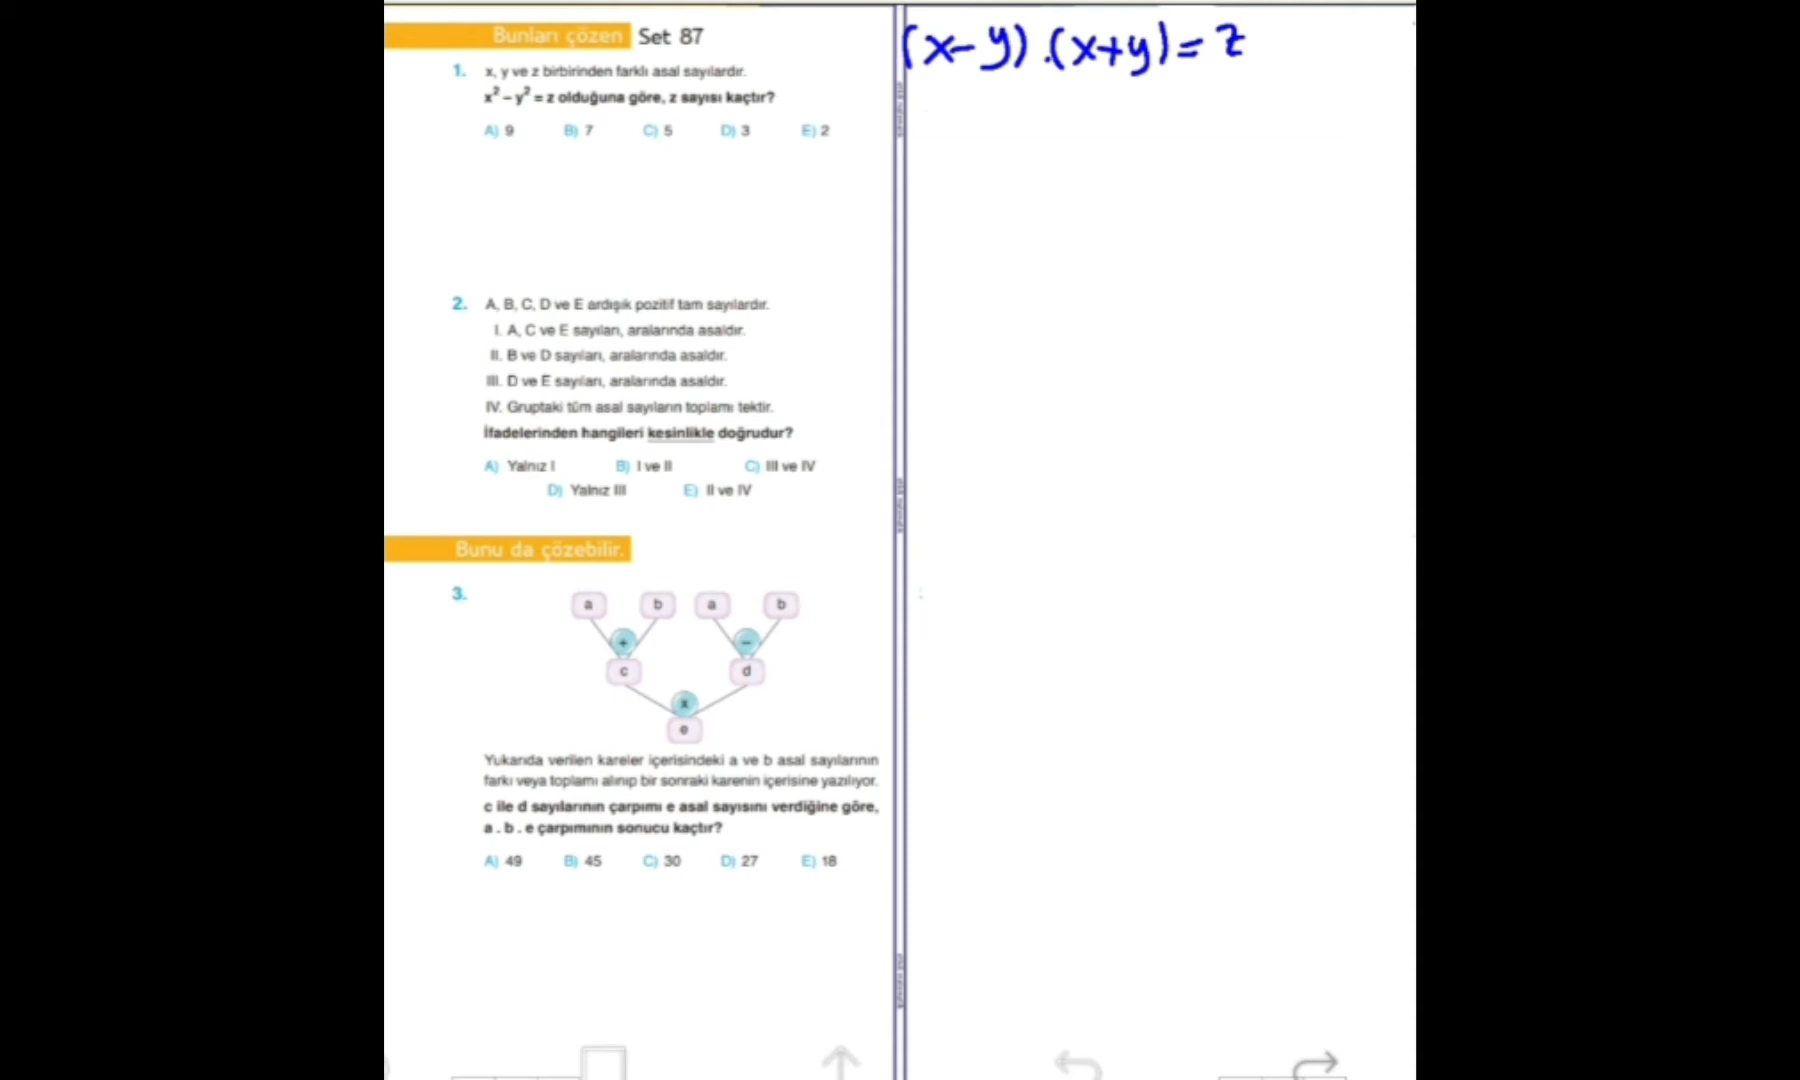 Bunları çözen Set 87
(x-y).(x+y)=z
1. x, y ve z birbirinden farklı asal sayılardır.
x² – y² = z olduğuna göre, z sayısı kaçtır?
A) 9 B) 7 C) 5 D) 3 E) 2
2. A, B, C, D ve E ardışık pozitif tam sayılardır.
I. A, C ve E sayıları, aralarında asaldır.
II. B ve D sayıları, aralarında asaldır.
III. D ve E sayıları, aralarında asaldır.
IV. Gruptaki tüm asal sayıların toplamı tektir.
İfadelerinden hangileri kesinlikle doğrudur?
A) Yalnız I B) I ve II C) III ve IV
D) Yalnız III E) II ve IV
Bunu da çözebilir.
3.
a b a b
+ –
c d
x
e
Yukarıda verilen kareler içerisindeki a ve b asal sayılarının
farkı veya toplamı alınıp bir sonraki karenin içerisine yazılıyor.
c ile d sayılarının çarpımı e asal sayısını verdiğine göre,
a . b . e çarpımının sonucu kaçtır?
A) 49 B) 45 C) 30 D) 27 E) 18